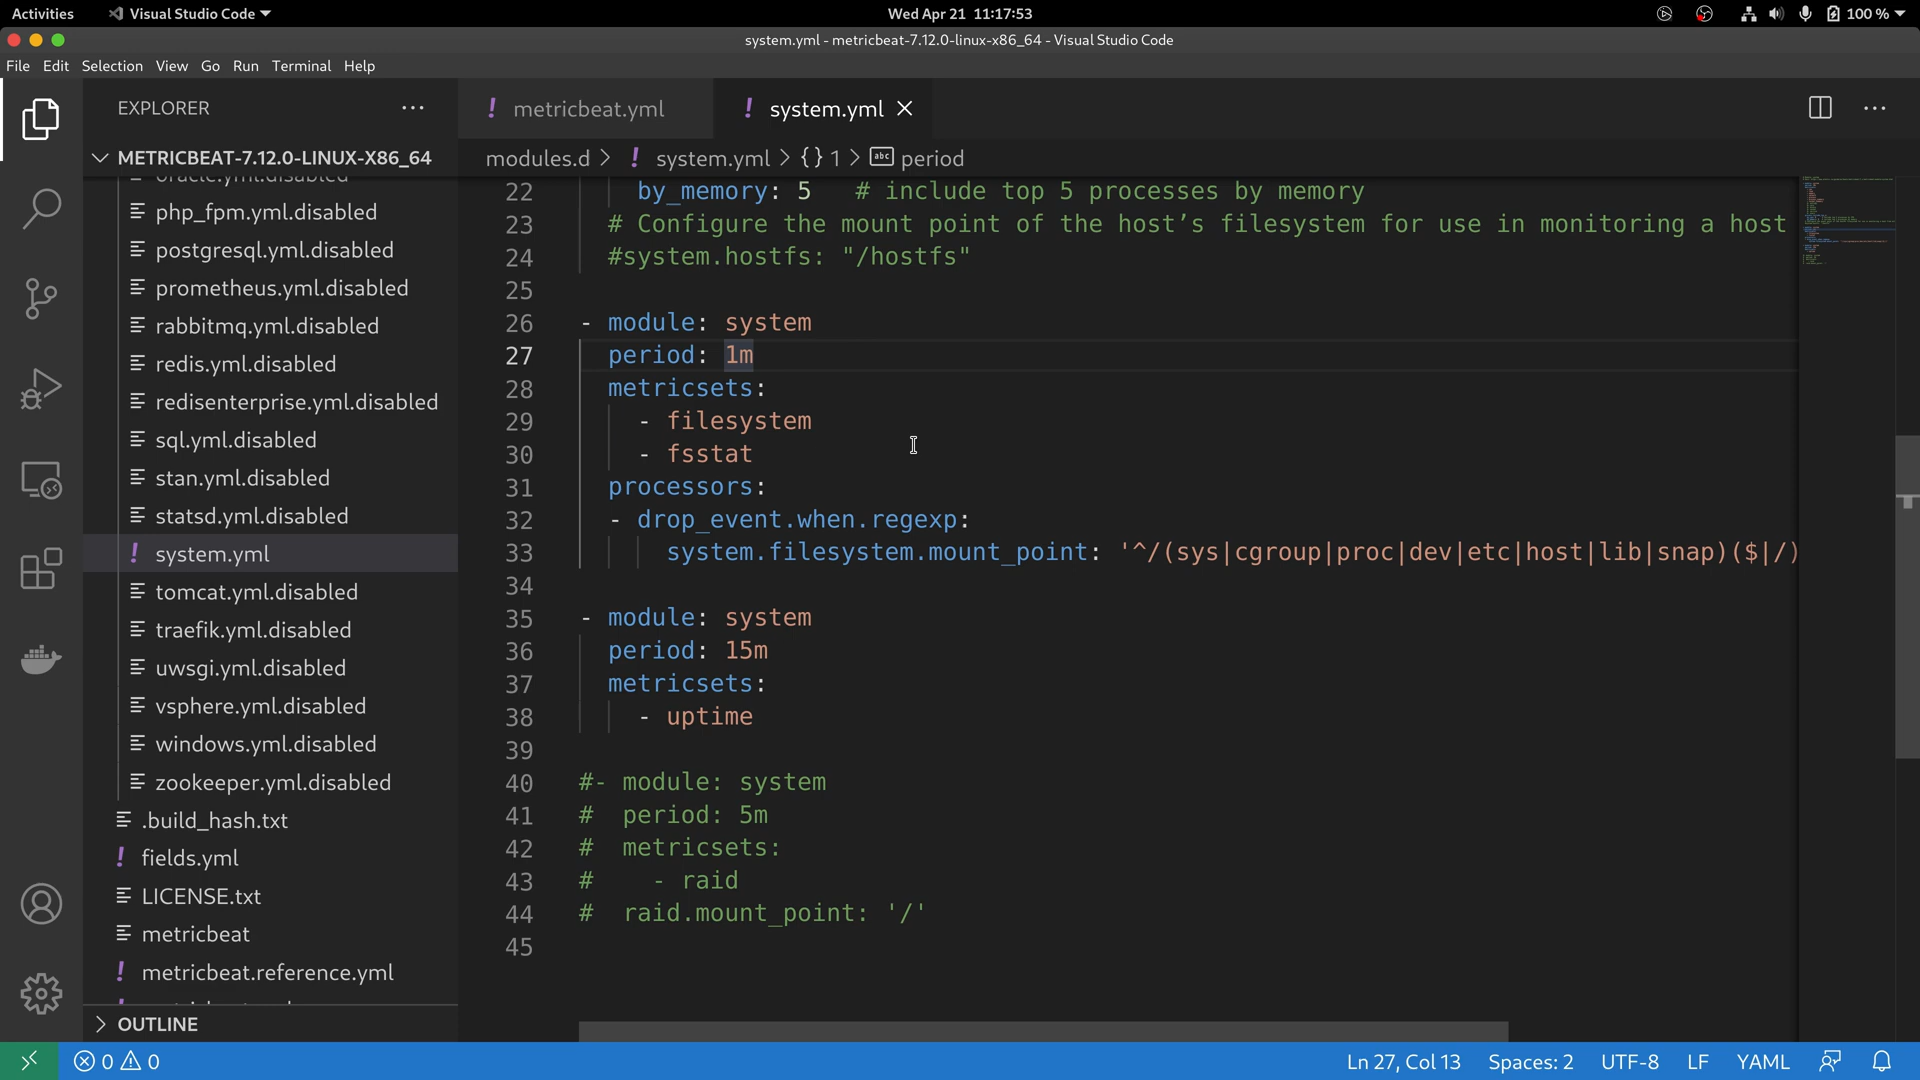 Activities
Visual Studio Code
Wed Apr 21 11:17:53
100 %
system.yml - metricbeat-7.12.0-linux-x86_64 - Visual Studio Code
File Edit Selection View Go Run Terminal Help
EXPLORER
METRICBEAT-7.12.0-LINUX-X86_64
php_fpm.yml.disabled
postgresql.yml.disabled
prometheus.yml.disabled
rabbitmq.yml.disabled
redis.yml.disabled
redisenterprise.yml.disabled
sql.yml.disabled
stan.yml.disabled
statsd.yml.disabled
! system.yml
tomcat.yml.disabled
traefik.yml.disabled
uwsgi.yml.disabled
vsphere.yml.disabled
windows.yml.disabled
zookeeper.yml.disabled
.build_hash.txt
! fields.yml
LICENSE.txt
metricbeat
! metricbeat.reference.yml
OUTLINE
! metricbeat.yml
! system.yml
modules.d > ! system.yml > {} 1 > abc period
22 by_memory: 5 # include top 5 processes by memory
23 # Configure the mount point of the host’s filesystem for use in monitoring a host
24 #system.hostfs: "/hostfs"
25
26 - module: system
27 period: 1m
28 metricsets:
29 - filesystem
30 - fsstat
31 processors:
32 - drop_event.when.regexp:
33 system.filesystem.mount_point: '^/(sys|cgroup|proc|dev|etc|host|lib|snap)($|/)
34
35 - module: system
36 period: 15m
37 metricsets:
38 - uptime
39
40 #- module: system
41 # period: 5m
42 # metricsets:
43 # - raid
44 # raid.mount_point: '/'
45
0 0
Ln 27, Col 13
Spaces: 2
UTF-8
LF
YAML